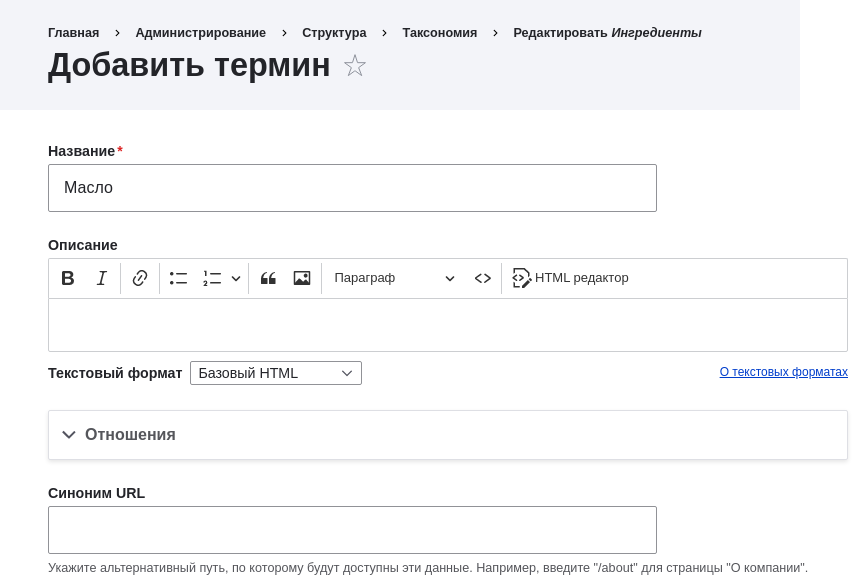 Главная › Администрирование › Структура › Таксономия › Редактировать Ингредиенты
Добавить термин
Название*
Масло
Описание
B I Параграф HTML редактор
Текстовый формат Базовый HTML О текстовых форматах
Отношения
Синоним URL
Укажите альтернативный путь, по которому будут доступны эти данные. Например, введите "/about" для страницы "О компании".